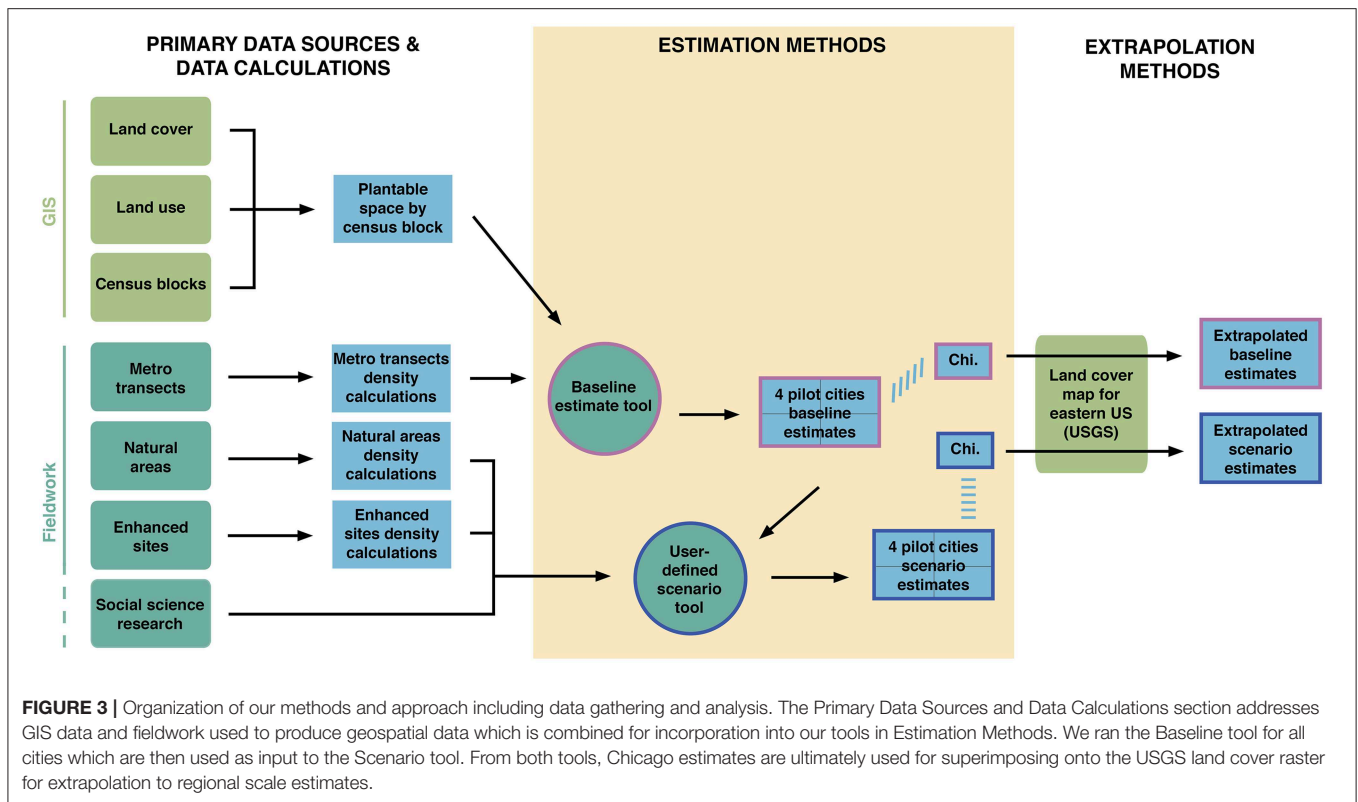 PRIMARY DATA SOURCES &
DATA CALCULATIONS
ESTIMATION METHODS
EXTRAPOLATION
METHODS
GIS
Land cover
Land use
Census blocks
Plantable
space by
census block
Fieldwork
Metro
transects
Natural
areas
Enhanced
sites
Social science
research
Metro transects
density
calculations
Natural areas
density
calculations
Enhanced
sites density
calculations
Baseline
estimate tool
4 pilot cities
baseline
estimates
Chi.
Chi.
User-
defined
scenario
tool
4 pilot cities
scenario
estimates
Land cover
map for
eastern US
(USGS)
Extrapolated
baseline
estimates
Extrapolated
scenario
estimates
FIGURE 3 | Organization of our methods and approach including data gathering and analysis. The Primary Data Sources and Data Calculations section addresses
GIS data and fieldwork used to produce geospatial data which is combined for incorporation into our tools in Estimation Methods. We ran the Baseline tool for all
cities which are then used as input to the Scenario tool. From both tools, Chicago estimates are ultimately used for superimposing onto the USGS land cover raster
for extrapolation to regional scale estimates.